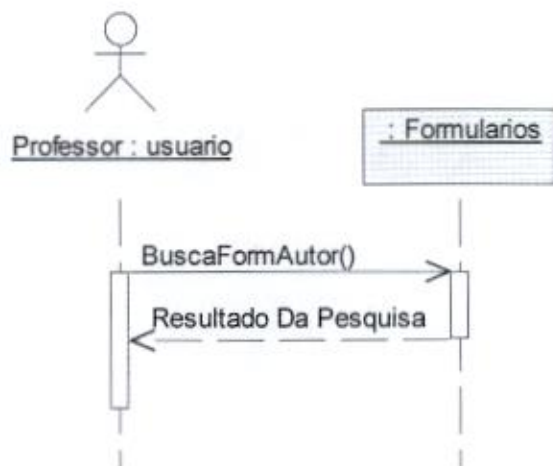 Professor : usuario
: Formularios
BuscaFormAutor()
Resultado Da Pesquisa